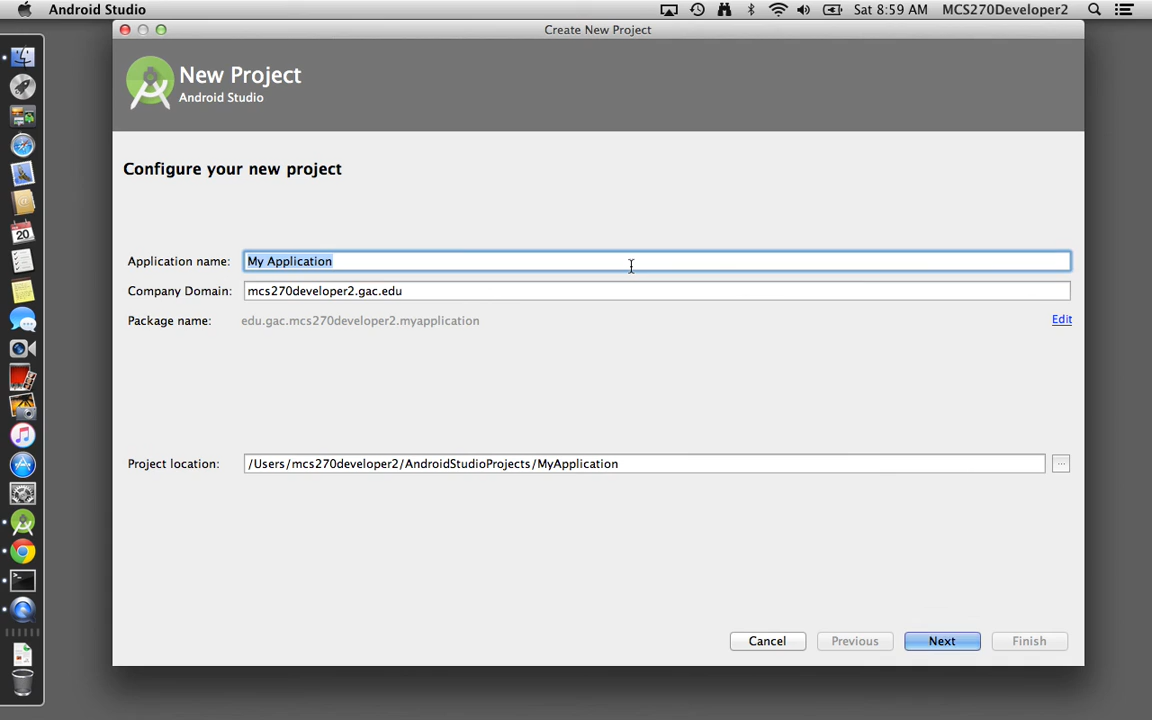 Android Studio
Sat 8:59 AM MCS270Developer2
Create New Project
New Project
Android Studio
Configure your new project
Application name: My Application
Company Domain: mcs270developer2.gac.edu
Package name: edu.gac.mcs270developer2.myapplication Edit
Project location: /Users/mcs270developer2/AndroidStudioProjects/MyApplication ...
Cancel Previous Next Finish
20